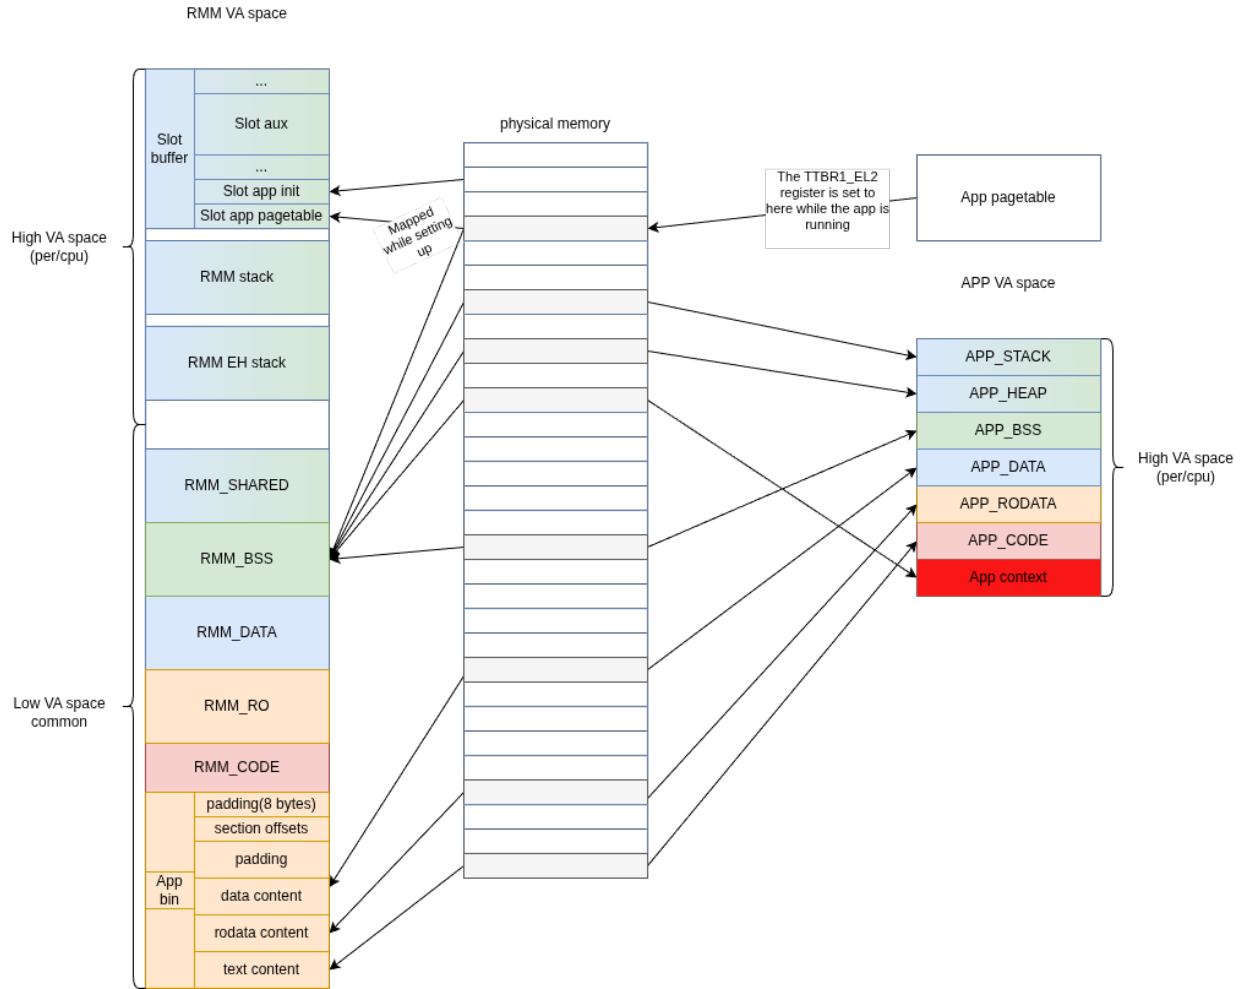 RMM VA space
...
Slot aux
Slot
buffer
...
Slot app init
Slot app pagetable
High VA space
(per/cpu)
RMM stack
RMM EH stack
RMM_SHARED
RMM_BSS
RMM_DATA
Low VA space
common
RMM_RO
RMM_CODE
padding(8 bytes)
section offsets
padding
App
bin
data content
rodata content
text content
physical memory
Mapped
while setting
up
The TTBR1_EL2
register is set to
here while the app is
running
App pagetable
APP VA space
APP_STACK
APP_HEAP
APP_BSS
APP_DATA
APP_RODATA
APP_CODE
App context
High VA space
(per/cpu)